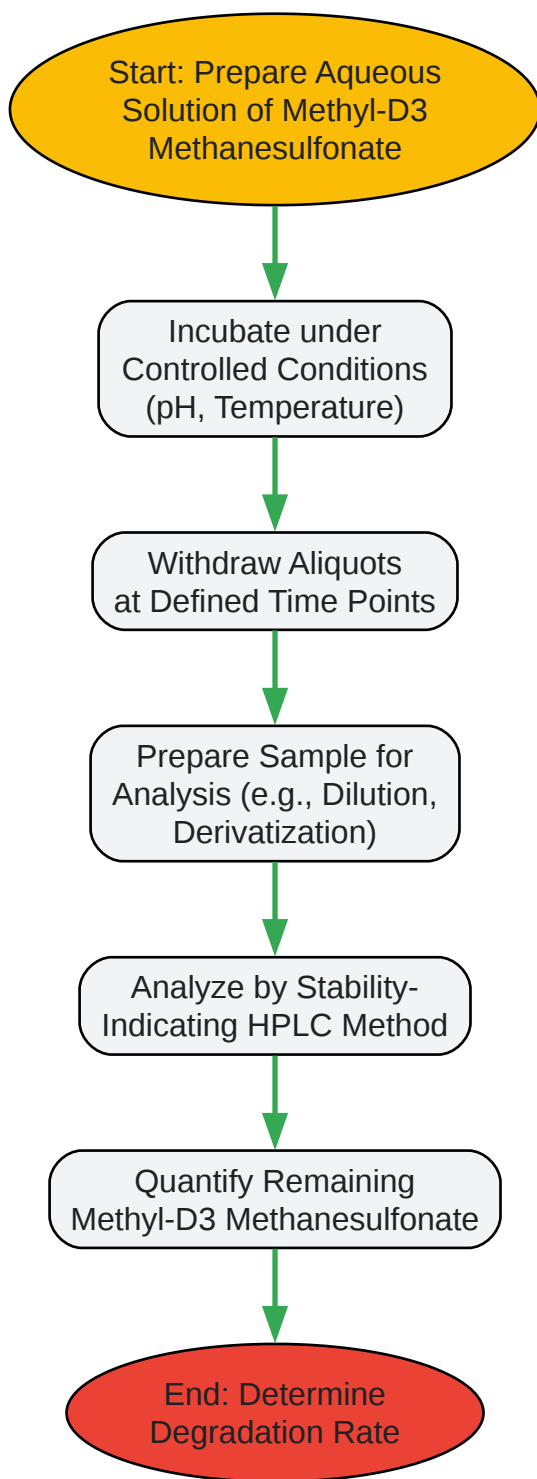 Start: Prepare Aqueous
Solution of Methyl-D3
Methanesulfonate
Incubate under
Controlled Conditions
(pH, Temperature)
Withdraw Aliquots
at Defined Time Points
Prepare Sample for
Analysis (e.g., Dilution,
Derivatization)
Analyze by Stability-
Indicating HPLC Method
Quantify Remaining
Methyl-D3 Methanesulfonate
End: Determine
Degradation Rate